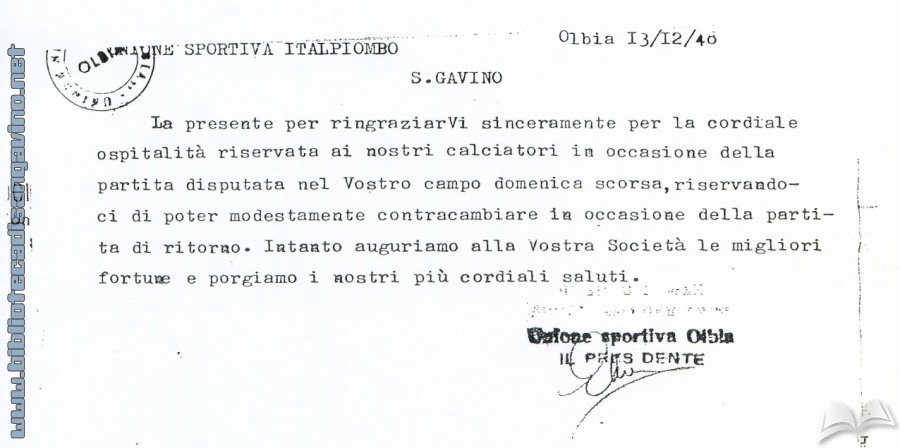 Olbia 13/12/48
UNIONE SPORTIVA ITALPIOMBO
S.GAVINO
La presente per ringraziarVi sinceramente per la cordiale
ospitalità riservata ai nostri calciatori in occasione della
partita disputata nel Vostro campo domenica scorsa,riservando-
ci di poter modestamente contracambiare in occasione della parti-
ta di ritorno. Intanto auguriamo alla Vostra Società le migliori
fortune e porgiamo i nostri più cordiali saluti.
Unione sportiva Olbia
IL PRESIDENTE
OLBIA
www.bibliotecadisangavino.net